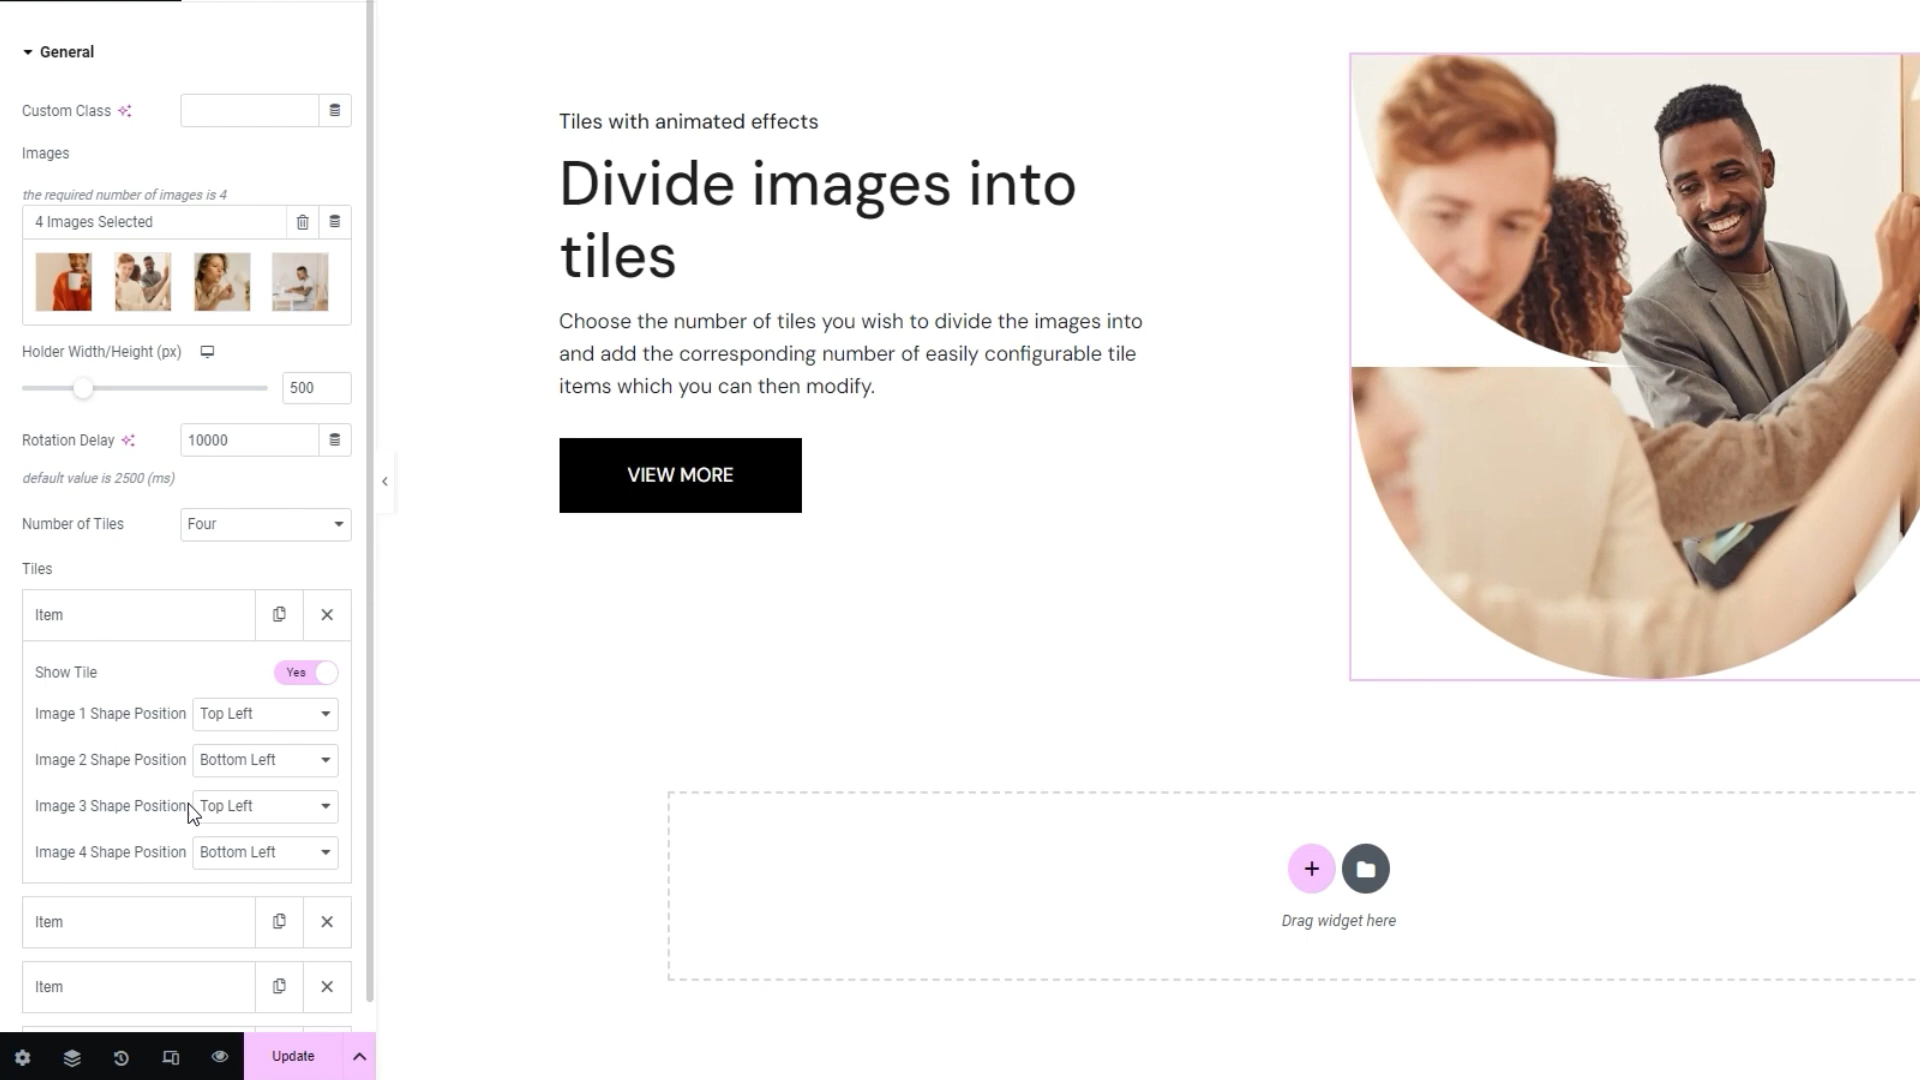 General
Custom Class
Images
the required number of images is 4
4 Images Selected
Holder Width/Height (px)
500
Rotation Delay
10000
default value is 2500 (ms)
Number of Tiles
Four
Tiles
Item
Show Tile
Yes
Image 1 Shape Position
Top Left
Image 2 Shape Position
Bottom Left
Image 3 Shape Position
Top Left
Image 4 Shape Position
Bottom Left
Item
Item
Update
Tiles with animated effects
Divide images into
tiles
Choose the number of tiles you wish to divide the images into
and add the corresponding number of easily configurable tile
items which you can then modify.
VIEW MORE
Drag widget here